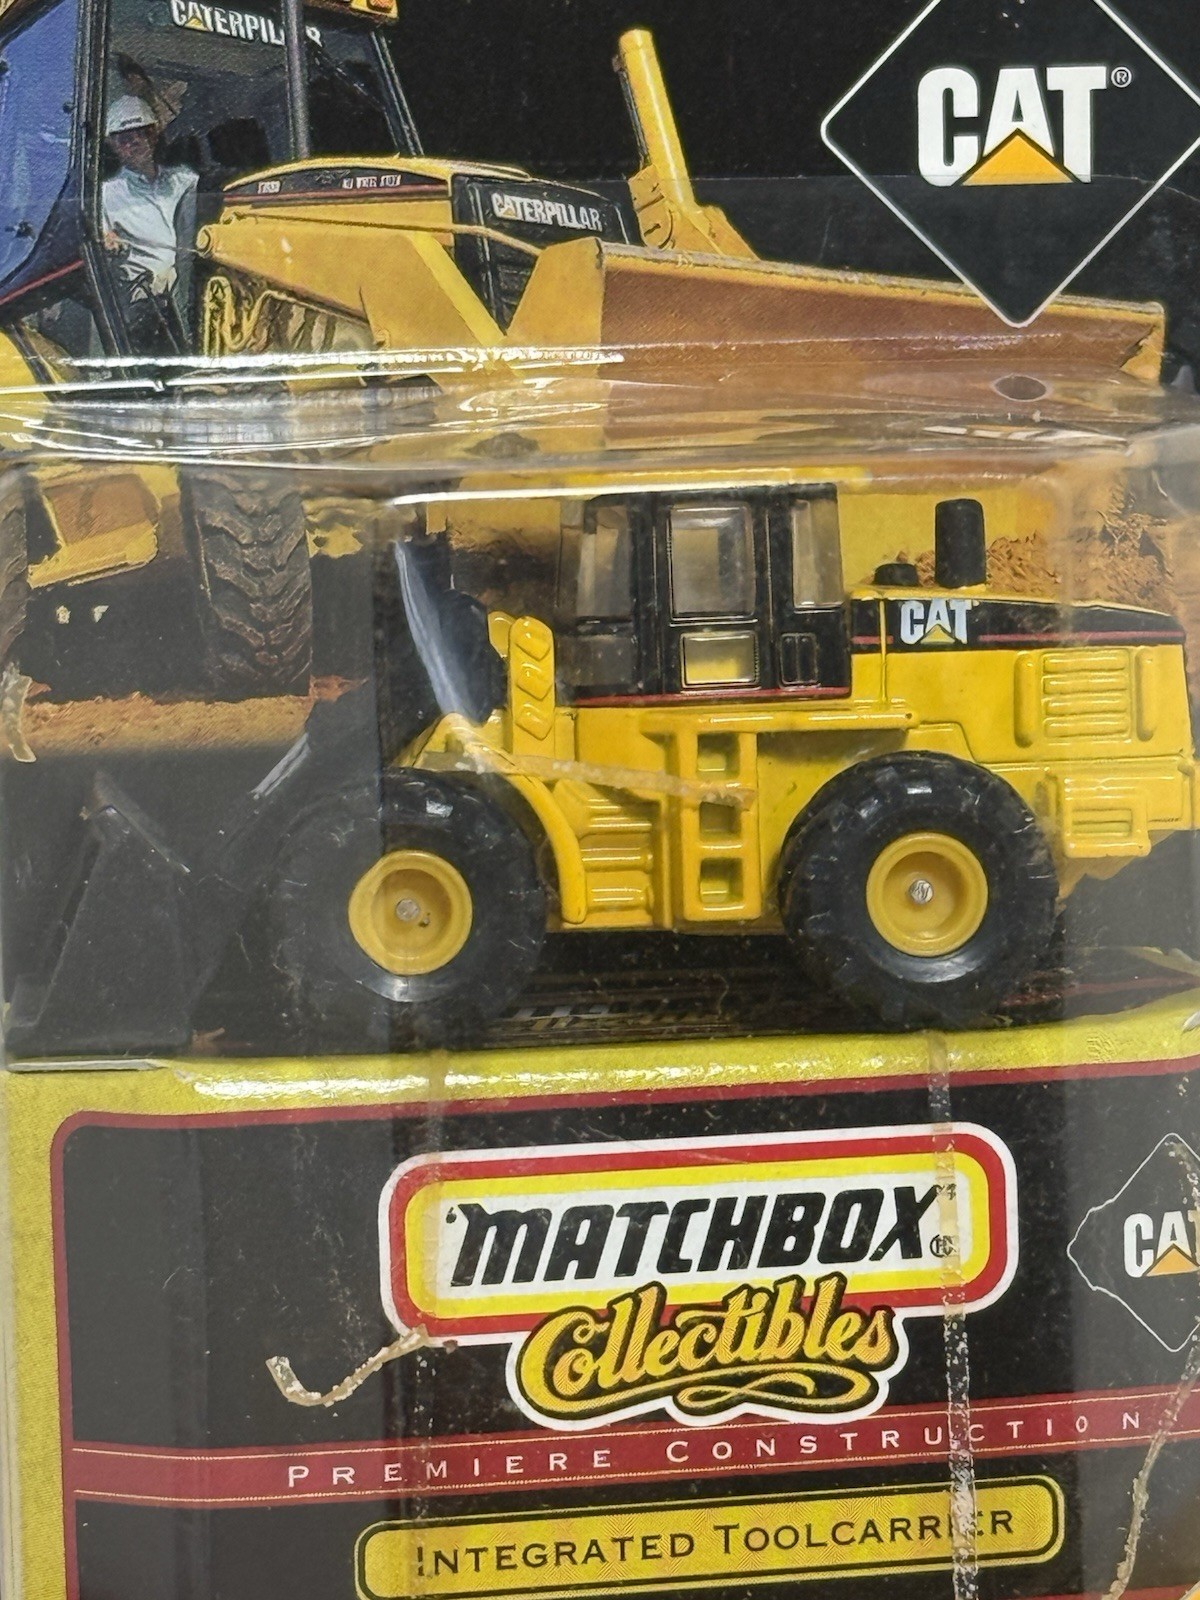 CATERPILLAR
CAT®
CATERPILLAR
CAT
'MATCHBOX
Collectibles
CAT
PREMIERE CONSTRUCTION
INTEGRATED TOOLCARRIER